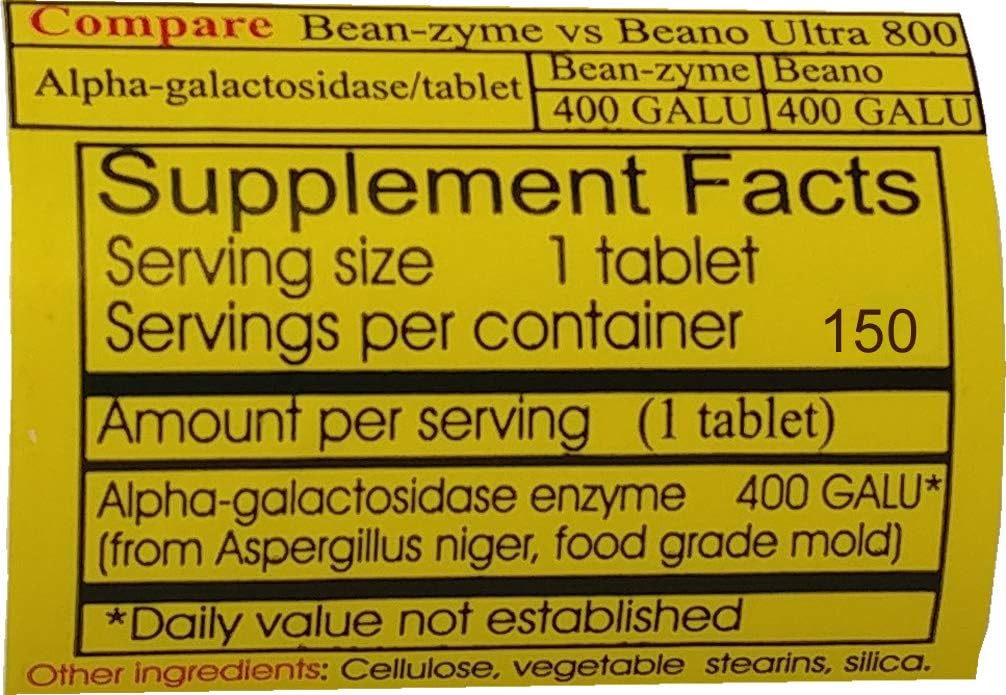 Compare Bean-zyme vs Beano Ultra 800
Alpha-galactosidase/tablet
Bean-zyme Beano
400 GALU 400 GALU
Supplement Facts
Serving size 1 tablet
Servings per container 150
Amount per serving (1 tablet)
Alpha-galactosidase enzyme 400 GALU*
(from Aspergillus niger, food grade mold)
*Daily value not established
Other ingredients: Cellulose, vegetable stearins, silica.